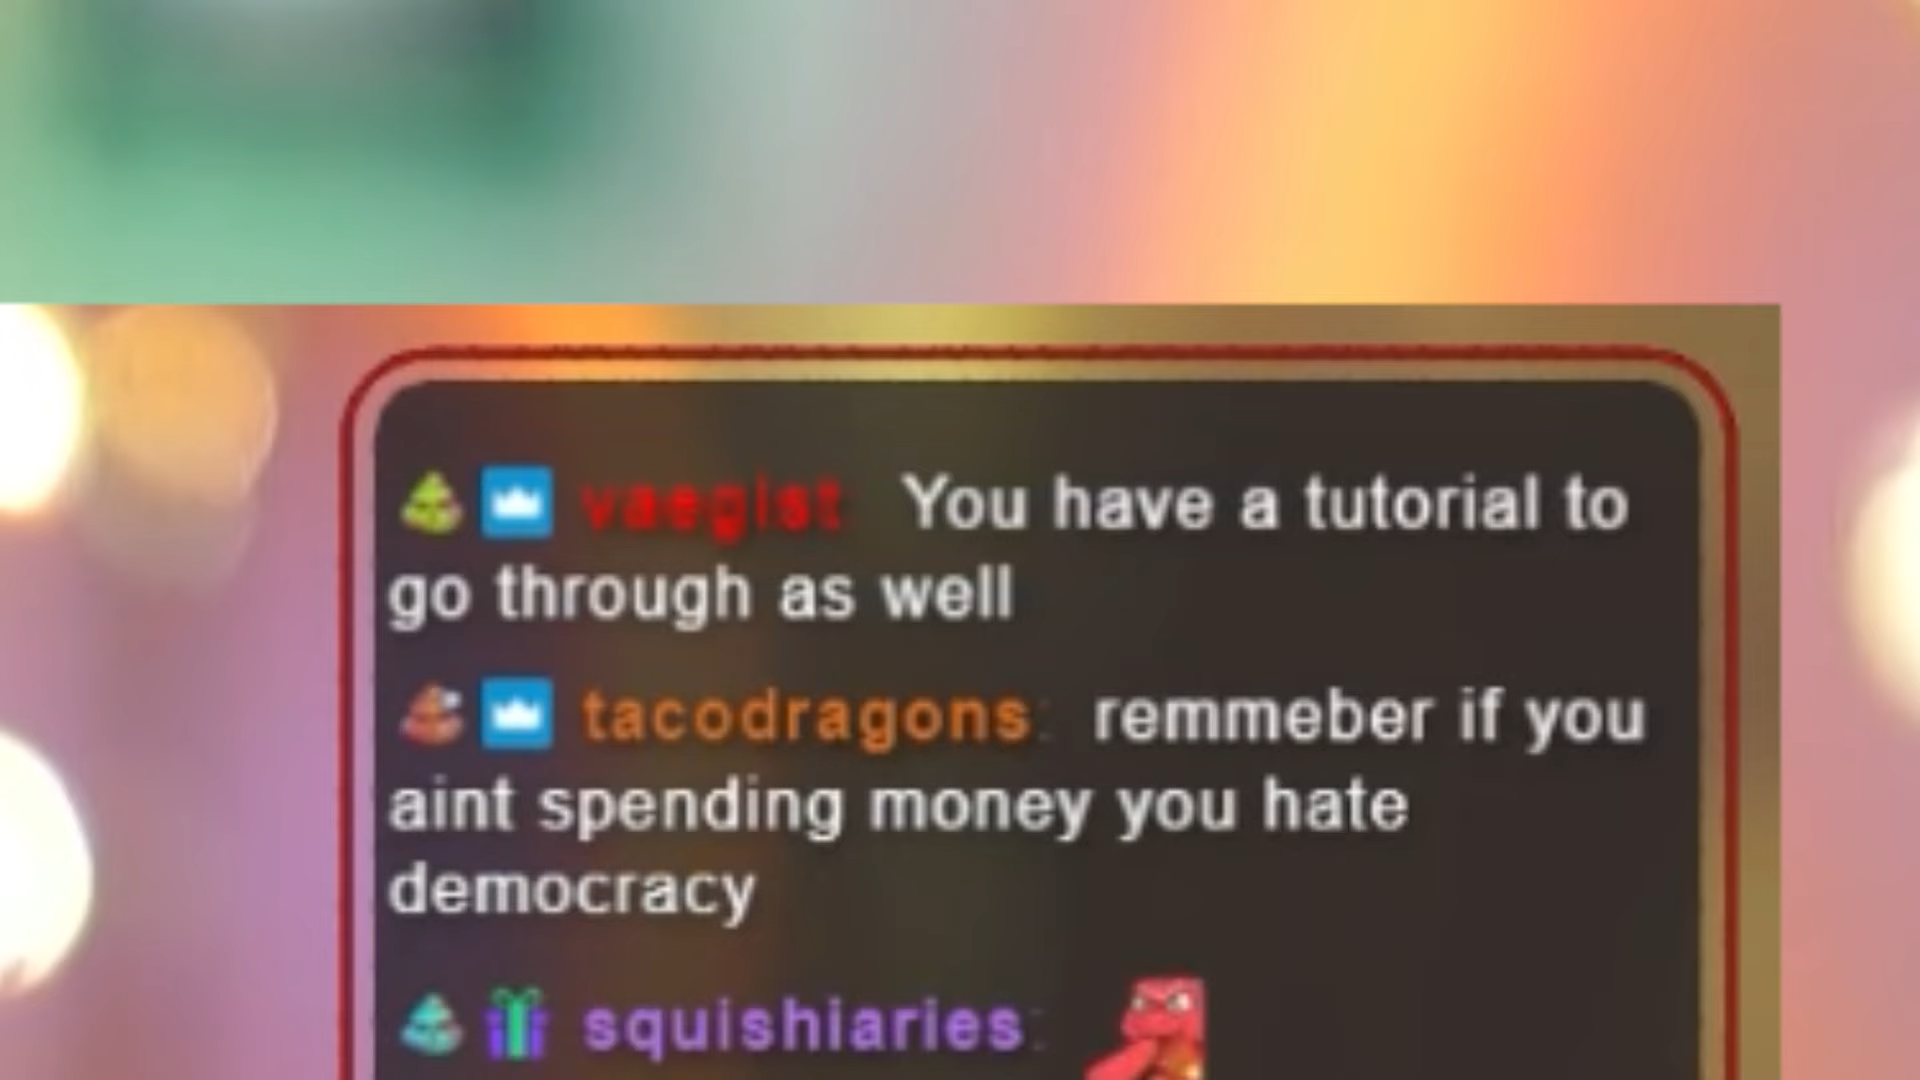 vaegist: You have a tutorial to
go through as well
tacodragons: remmeber if you
aint spending money you hate
democracy
squishiaries: